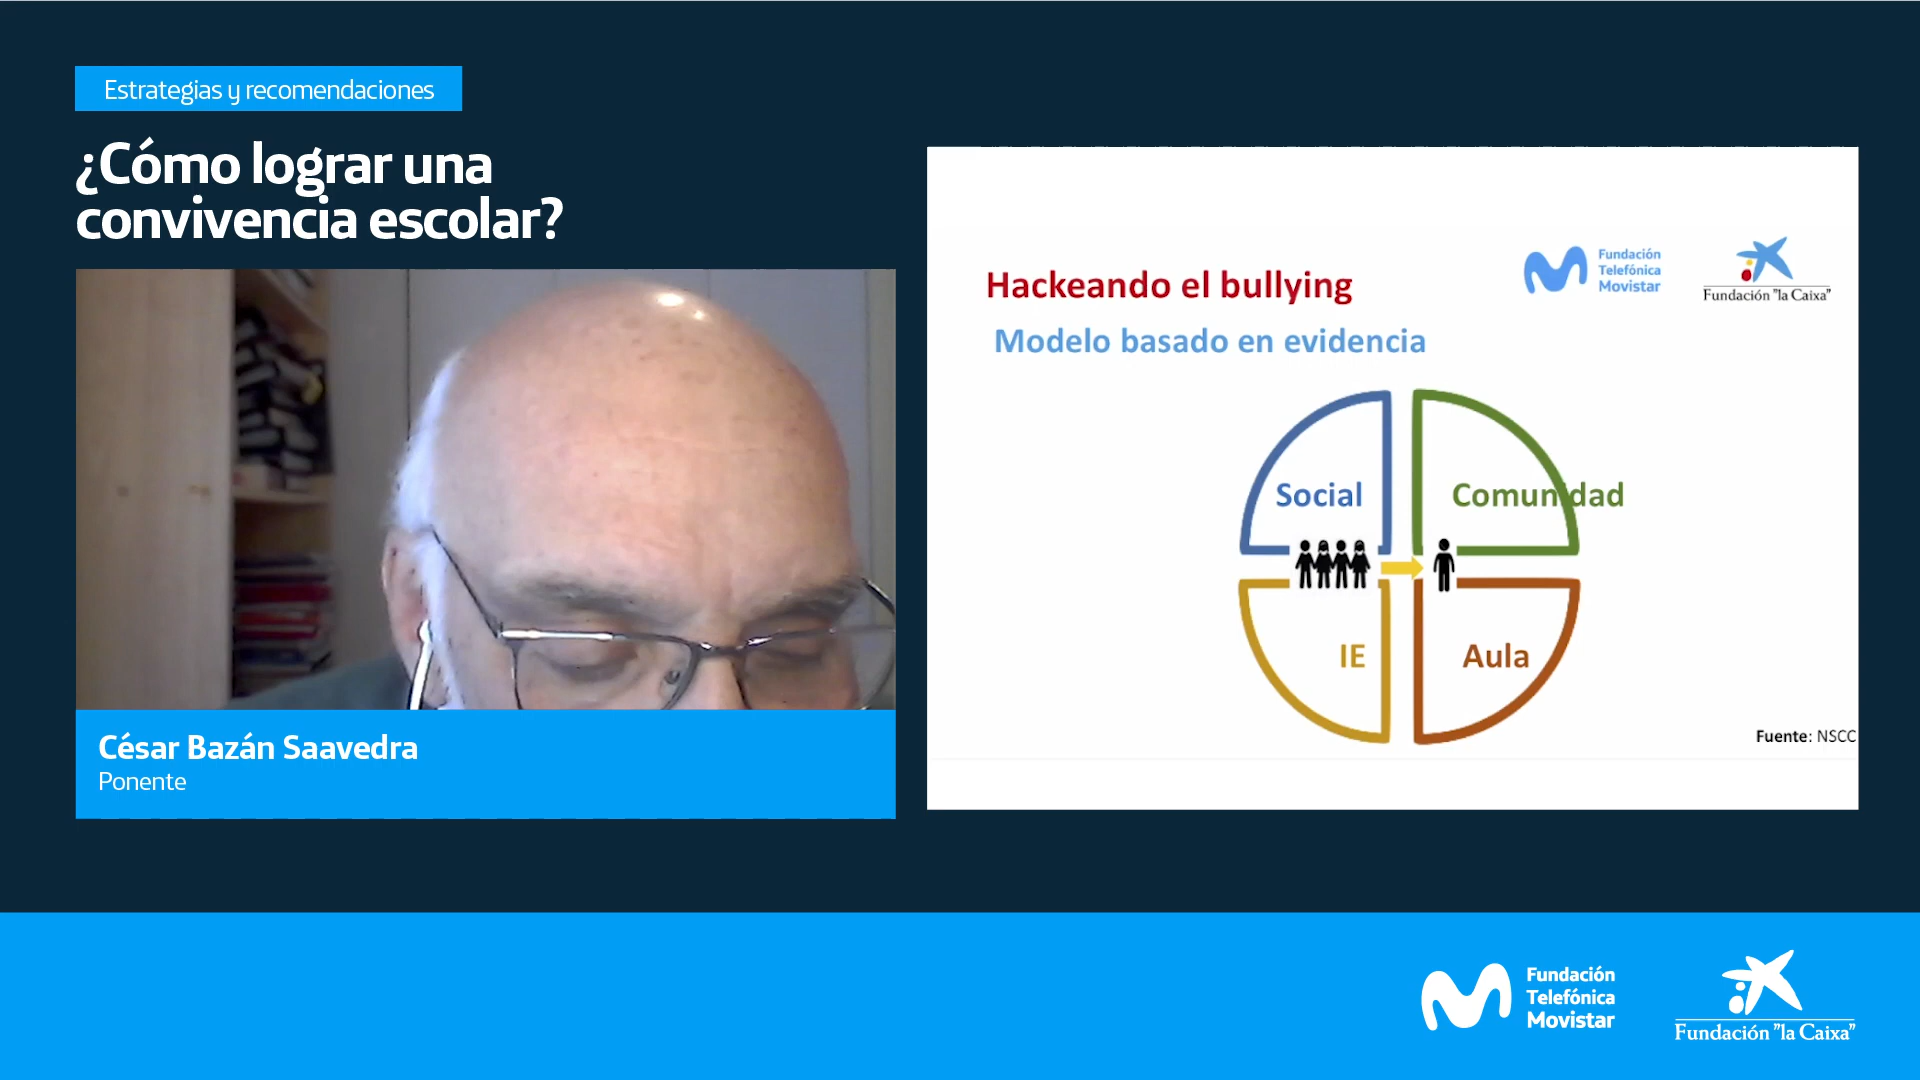 Estrategias y recomendaciones
¿Cómo lograr una
convivencia escolar?
César Bazán Saavedra
Ponente
Hackeando el bullying
Modelo basado en evidencia
Fundación
Telefónica
Movistar
Fundación "la Caixa"
Social
Comunidad
IE
Aula
Fuente: NSCC
Fundación
Telefónica
Movistar
Fundación "la Caixa"